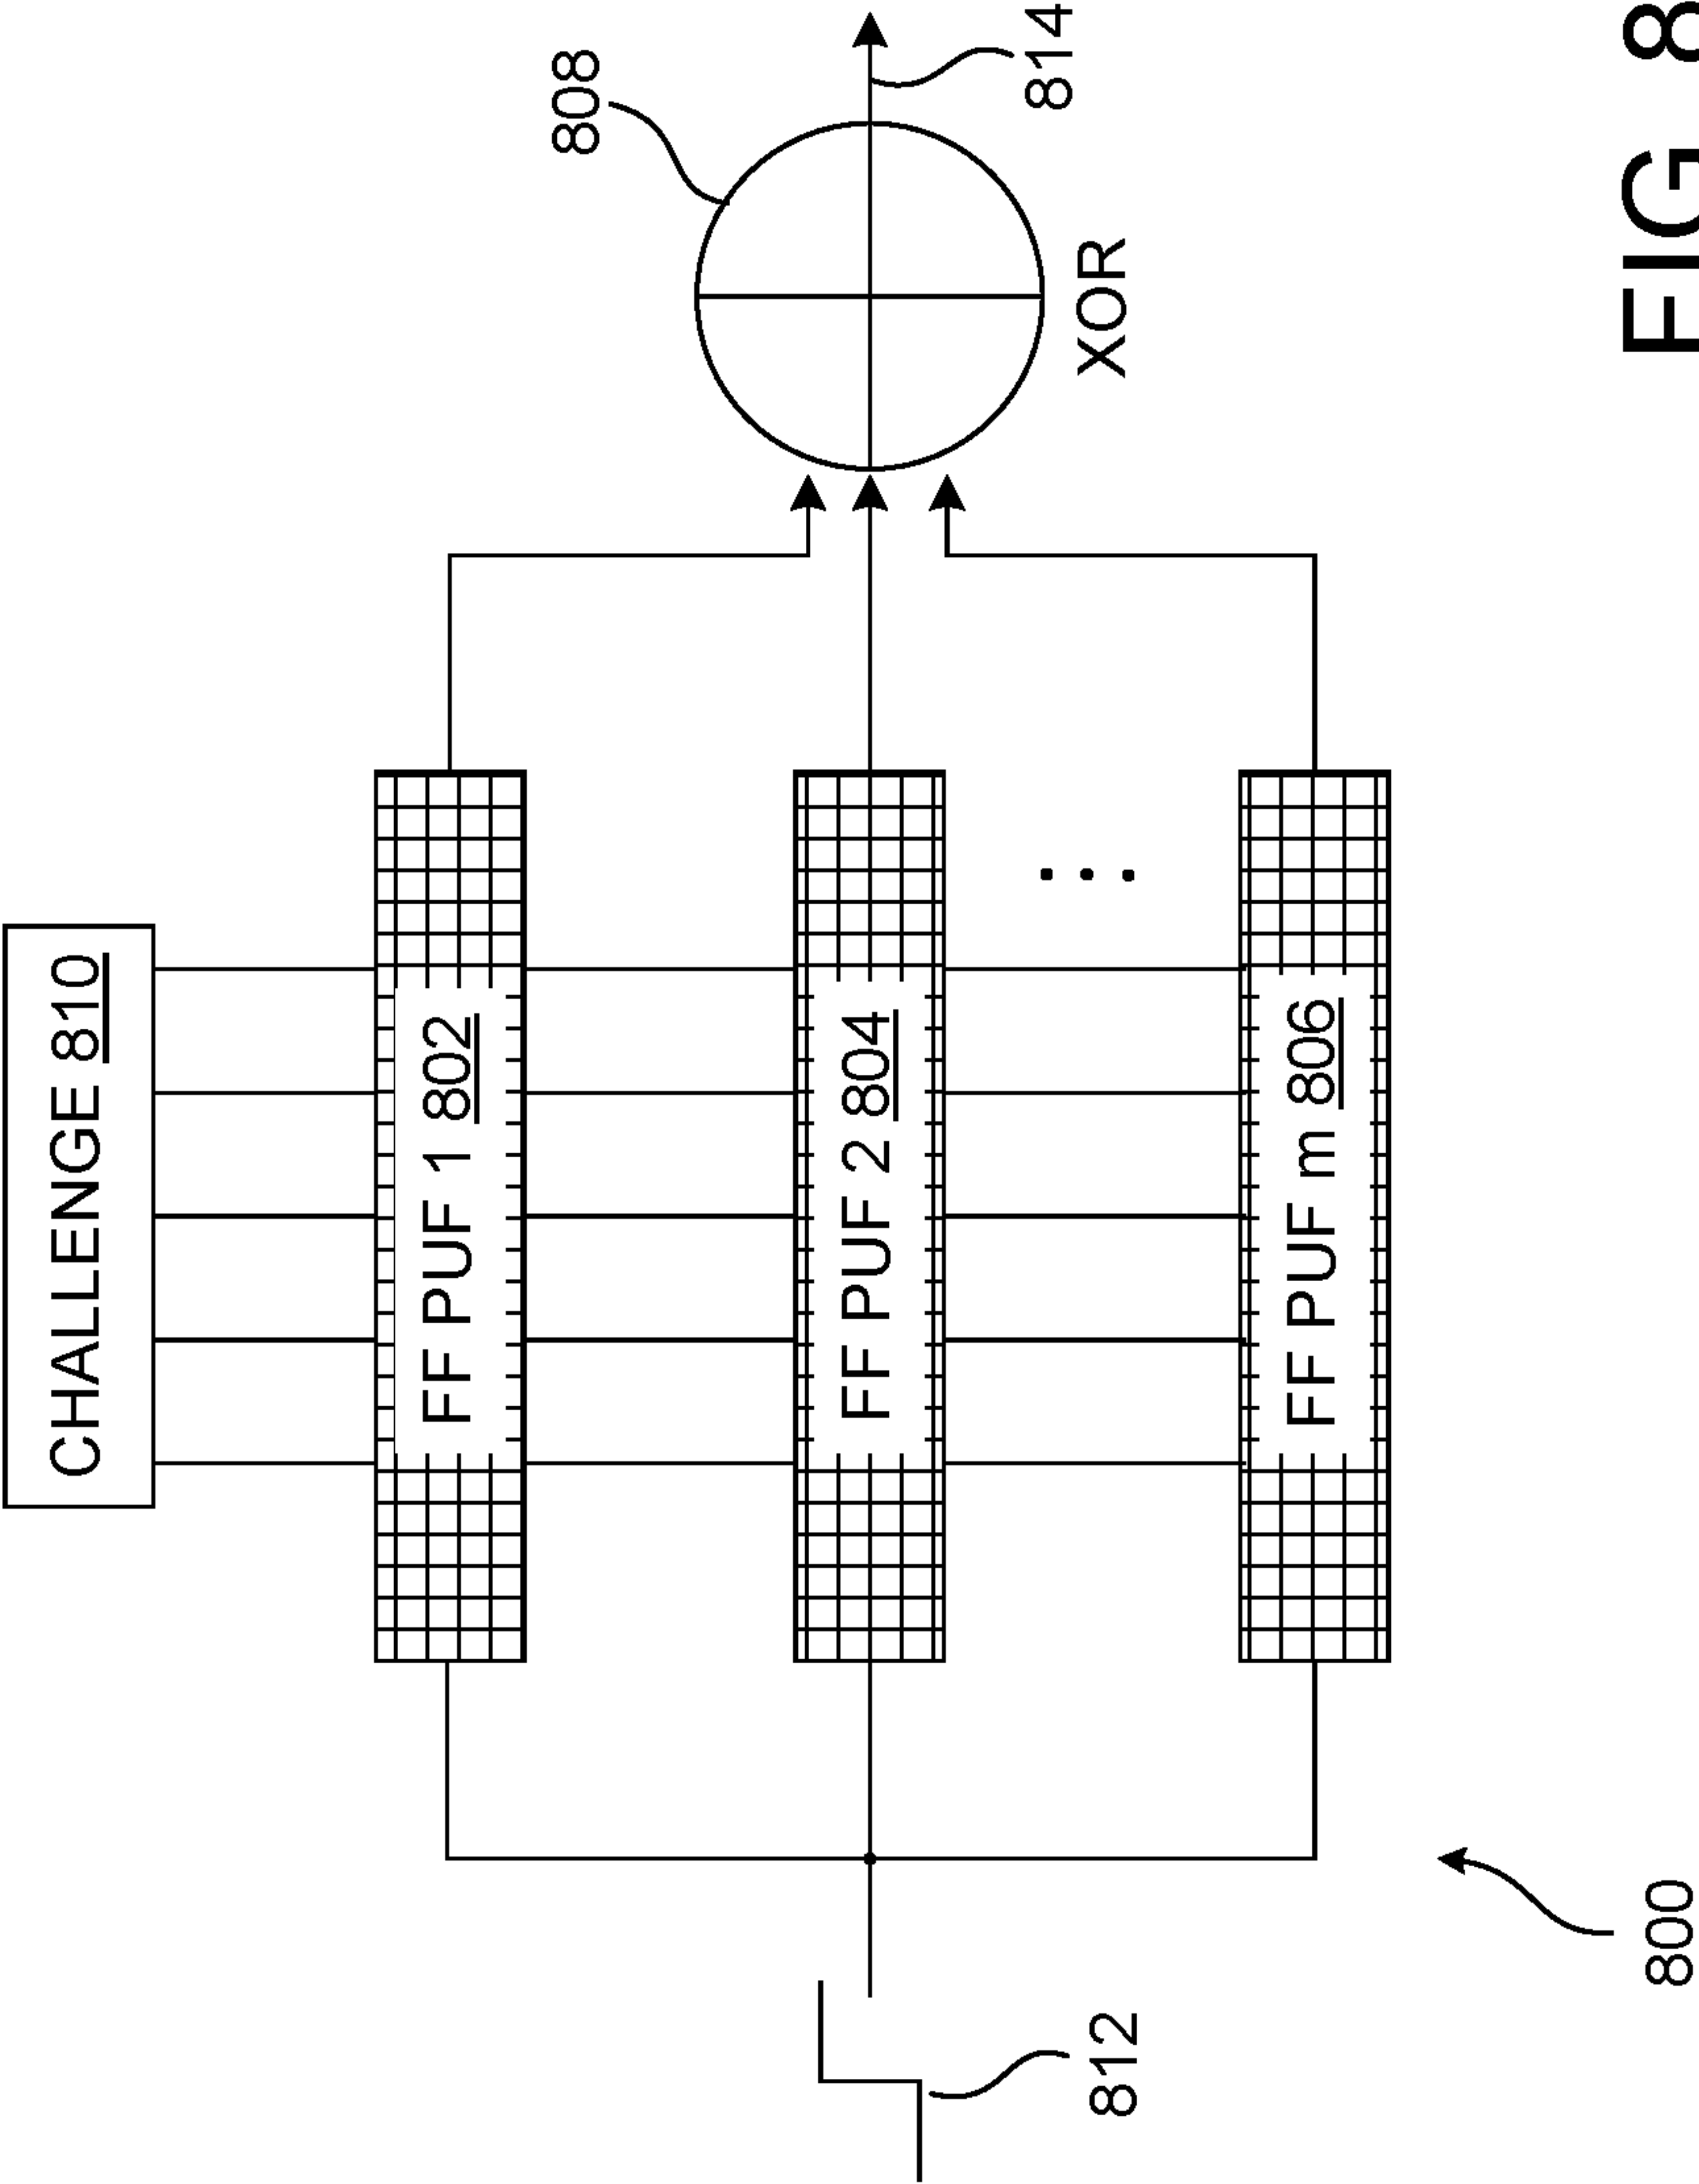 CHALLENGE 810
FF PUF 1 802
808
FF PUF 2 804
814
XOR
812
FF PUF m 806
800
FIG 8